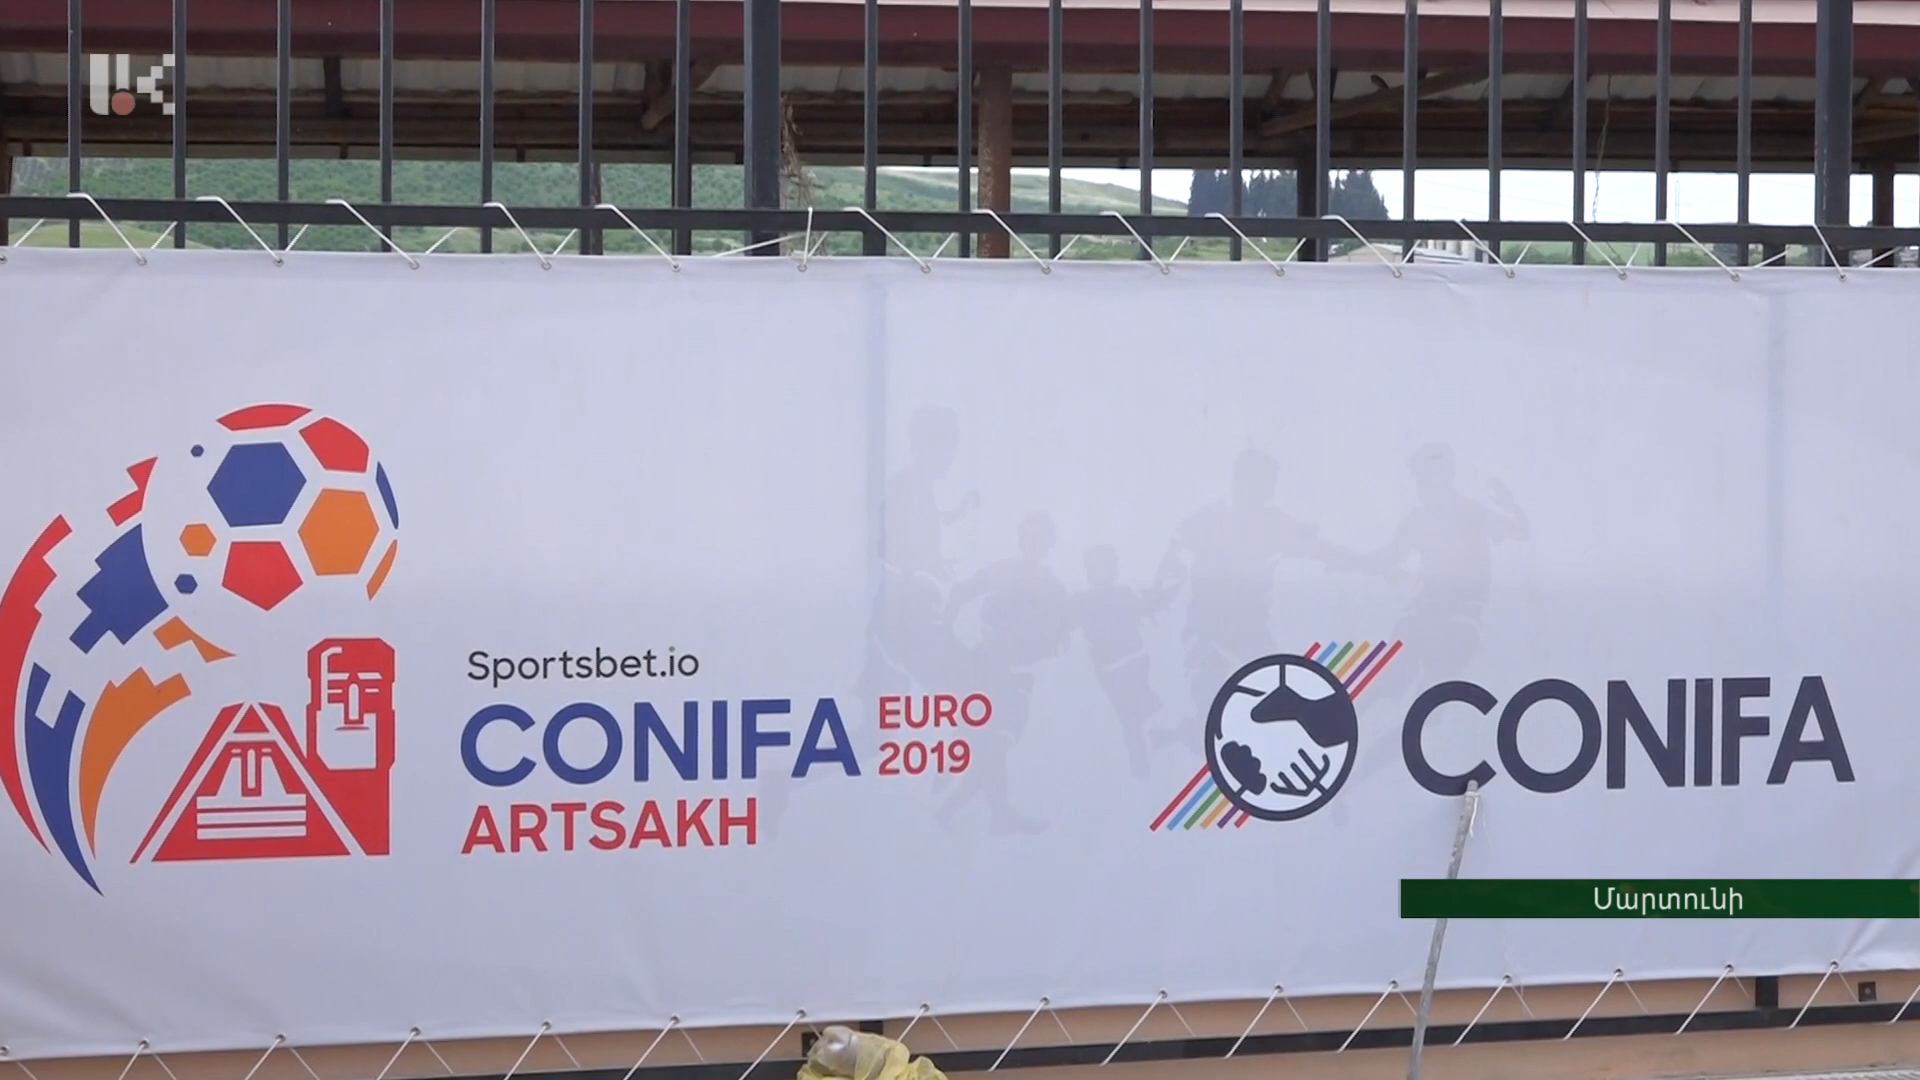 Sportsbet.io
CONIFA EURO 2019
ARTSAKH
CONIFA
Մարտունի